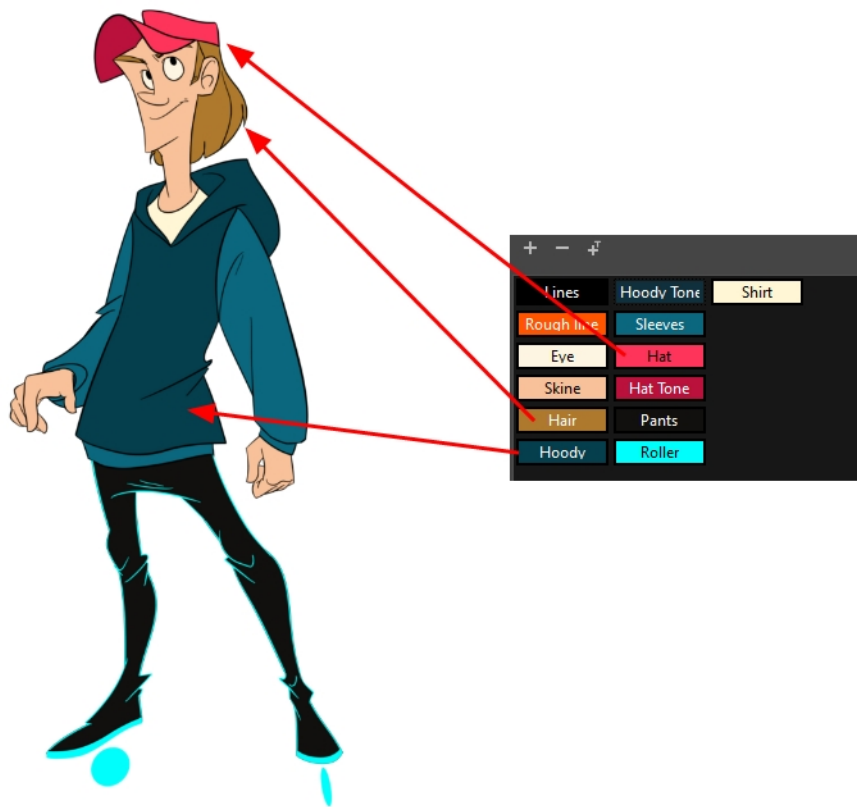 Lines Hoody Tone Shirt
Rough line Sleeves
Eye Hat
Skine Hat Tone
Hair Pants
Hoody Roller